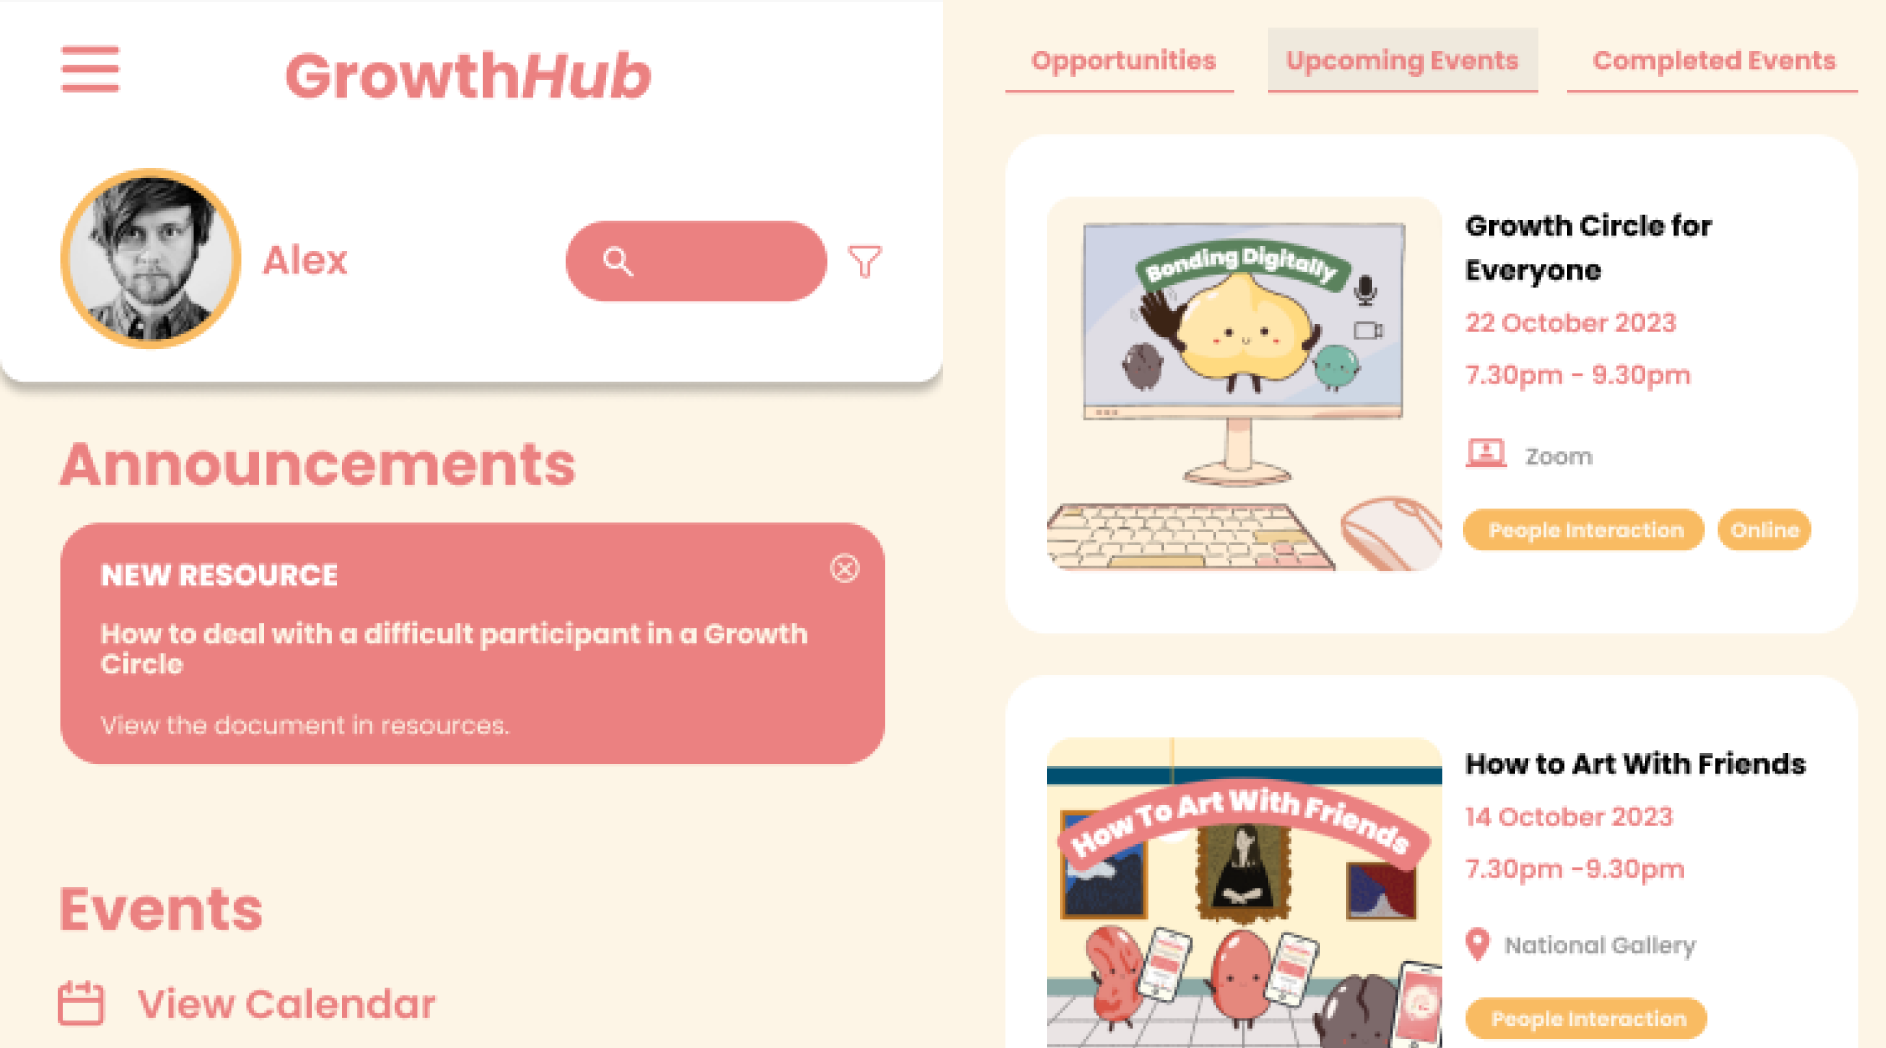 GrowthHub
Alex
Announcements
NEW RESOURCE
How to deal with a difficult participant in a Growth
Circle
View the document in resources.
Events
View Calendar
Opportunities
Upcoming Events
Completed Events
Bonding Digitally
Growth Circle for
Everyone
22 October 2023
7.30pm - 9.30pm
Zoom
People Interaction
Online
How To Art With Friends
How to Art With Friends
14 October 2023
7.30pm -9.30pm
National Gallery
People Interaction